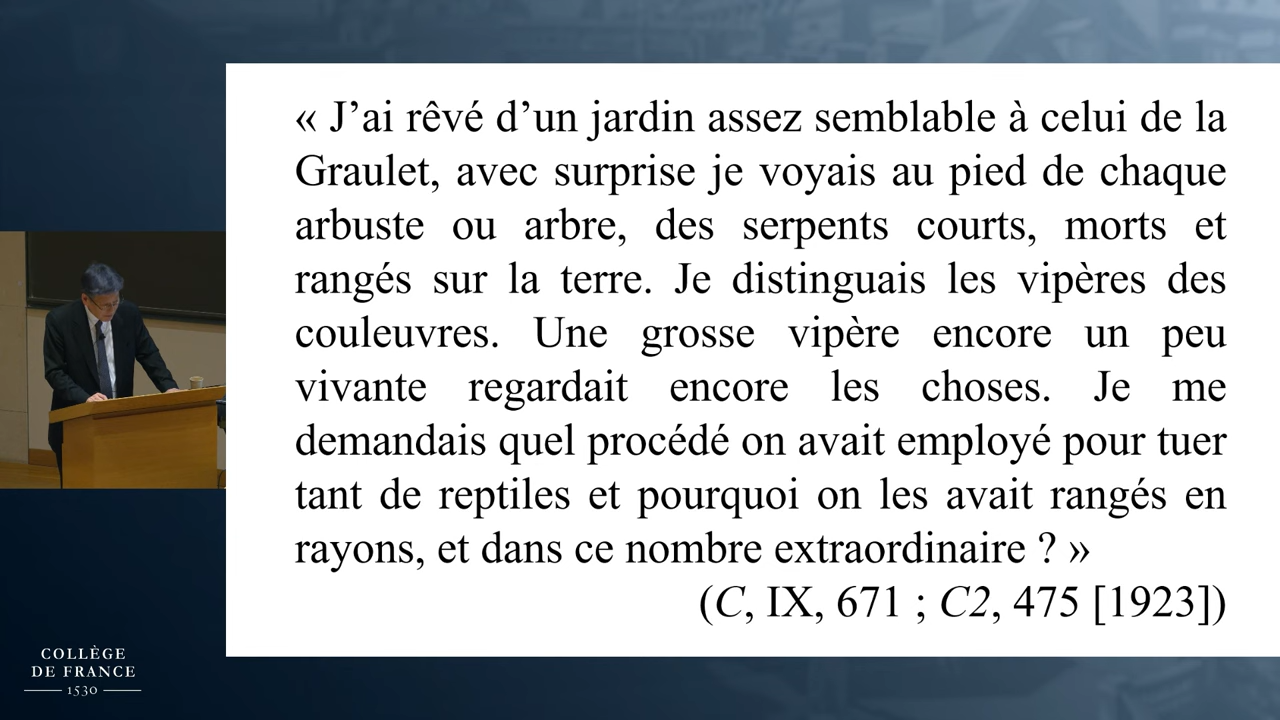 « J’ai rêvé d’un jardin assez semblable à celui de la
Graulet, avec surprise je voyais au pied de chaque
arbuste ou arbre, des serpents courts, morts et
rangés sur la terre. Je distinguais les vipères des
couleuvres. Une grosse vipère encore un peu
vivante regardait encore les choses. Je me
demandais quel procédé on avait employé pour tuer
tant de reptiles et pourquoi on les avait rangés en
rayons, et dans ce nombre extraordinaire ? »
(C, IX, 671 ; C2, 475 [1923])
COLLÈGE
DE FRANCE
1530